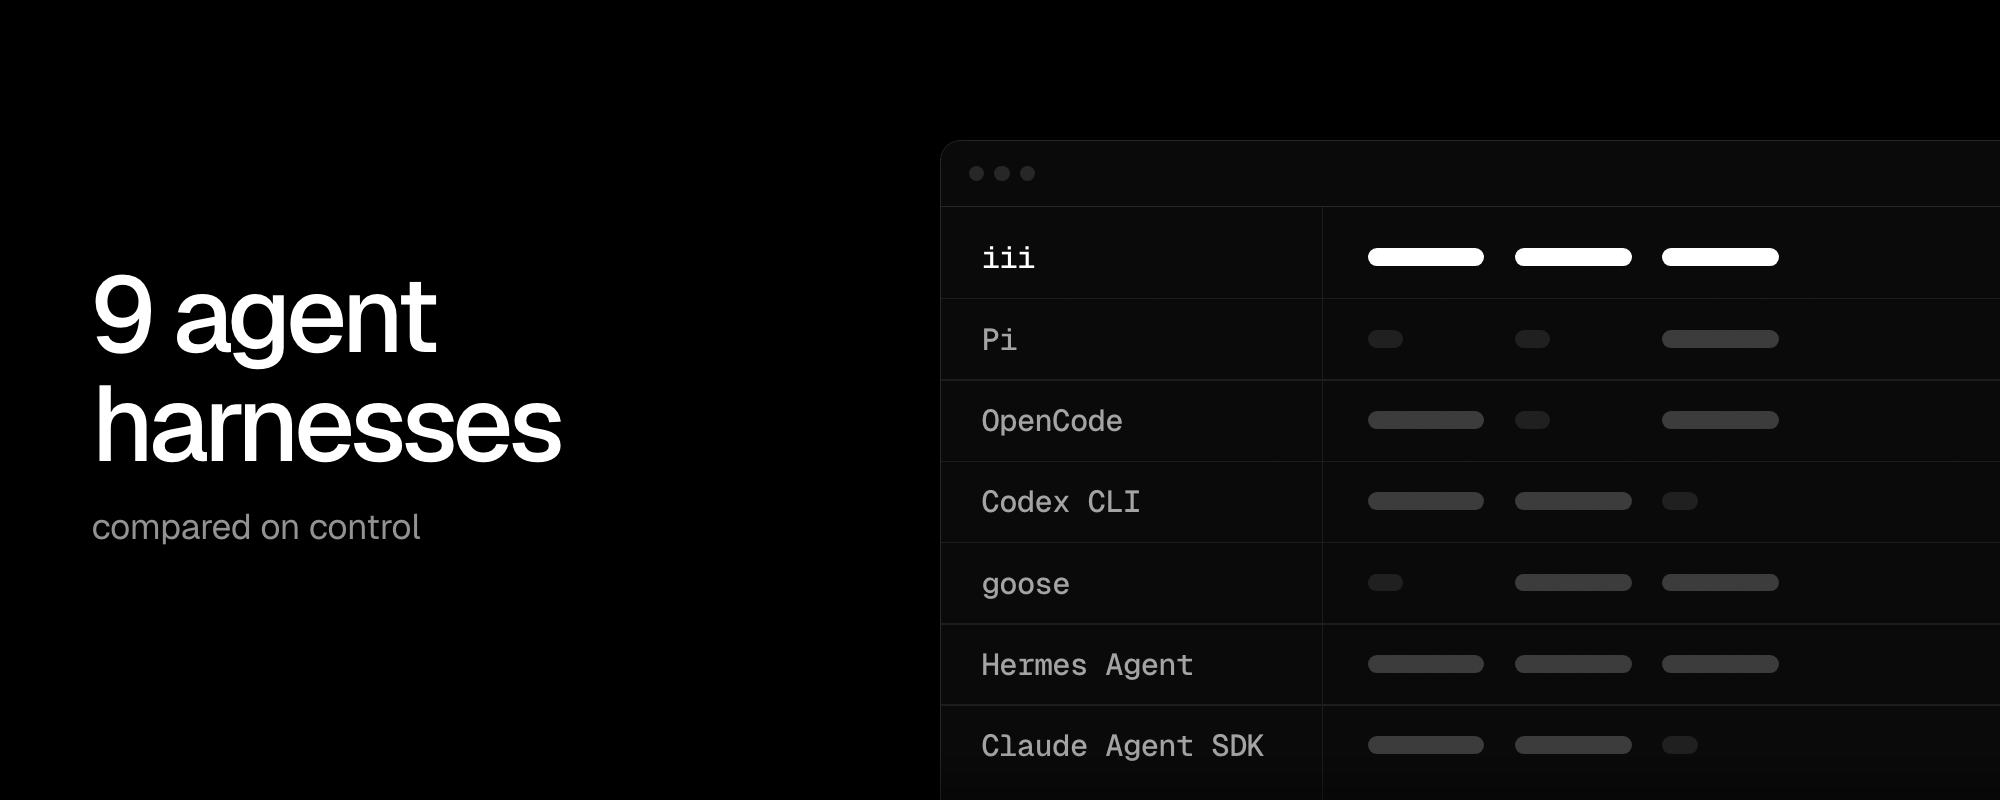 9 agent
harnesses
compared on control
iii
Pi
OpenCode
Codex CLI
goose
Hermes Agent
Claude Agent SDK